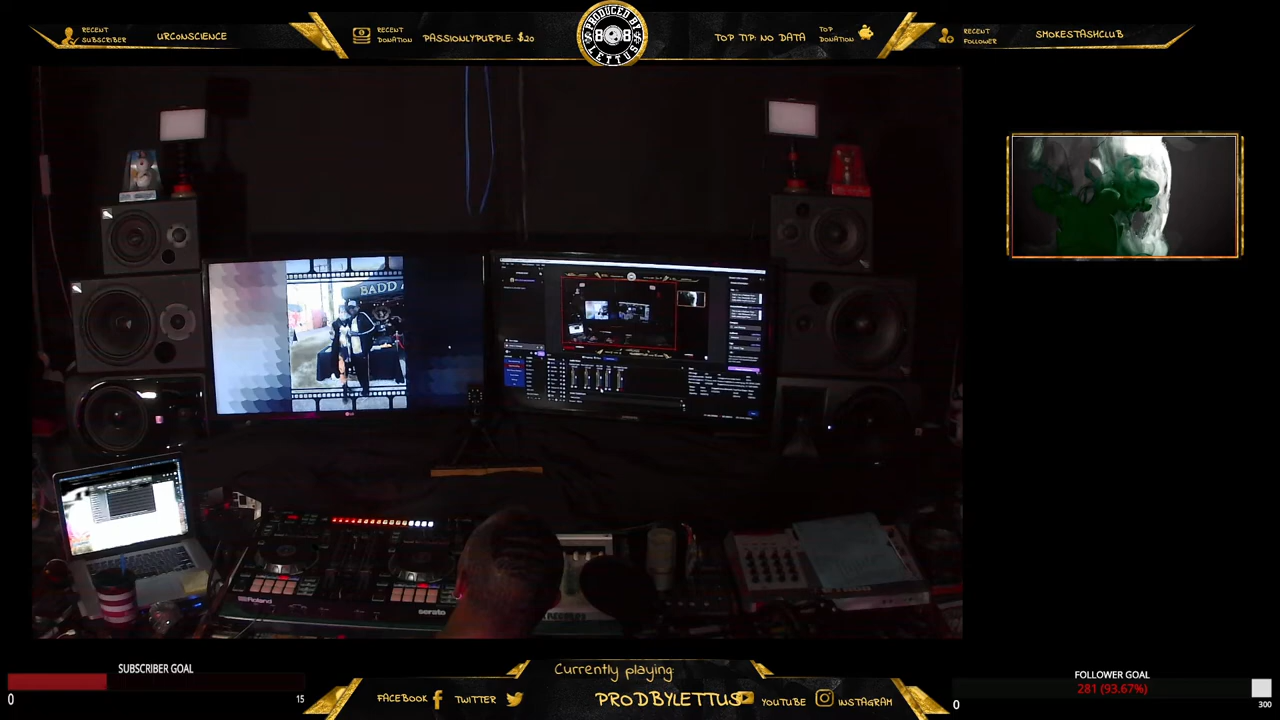 RECENT
SUBSCRIBER
URCONSCIENCE
RECENT
DONATION
PASSIONLYPURPLE: $20
PRODUCED BY
808
LETTUS
TOP TIP: NO DATA
TOP
DONATION
RECENT
FOLLOWER
SMOKESTASHCLUB
BADD
Roland
serato
SUBSCRIBER GOAL
0
15
Currently playing:
FACEBOOK
TWITTER
PRODBYLETTUS
YOUTUBE
INSTAGRAM
FOLLOWER GOAL
281 (93.67%)
0
300